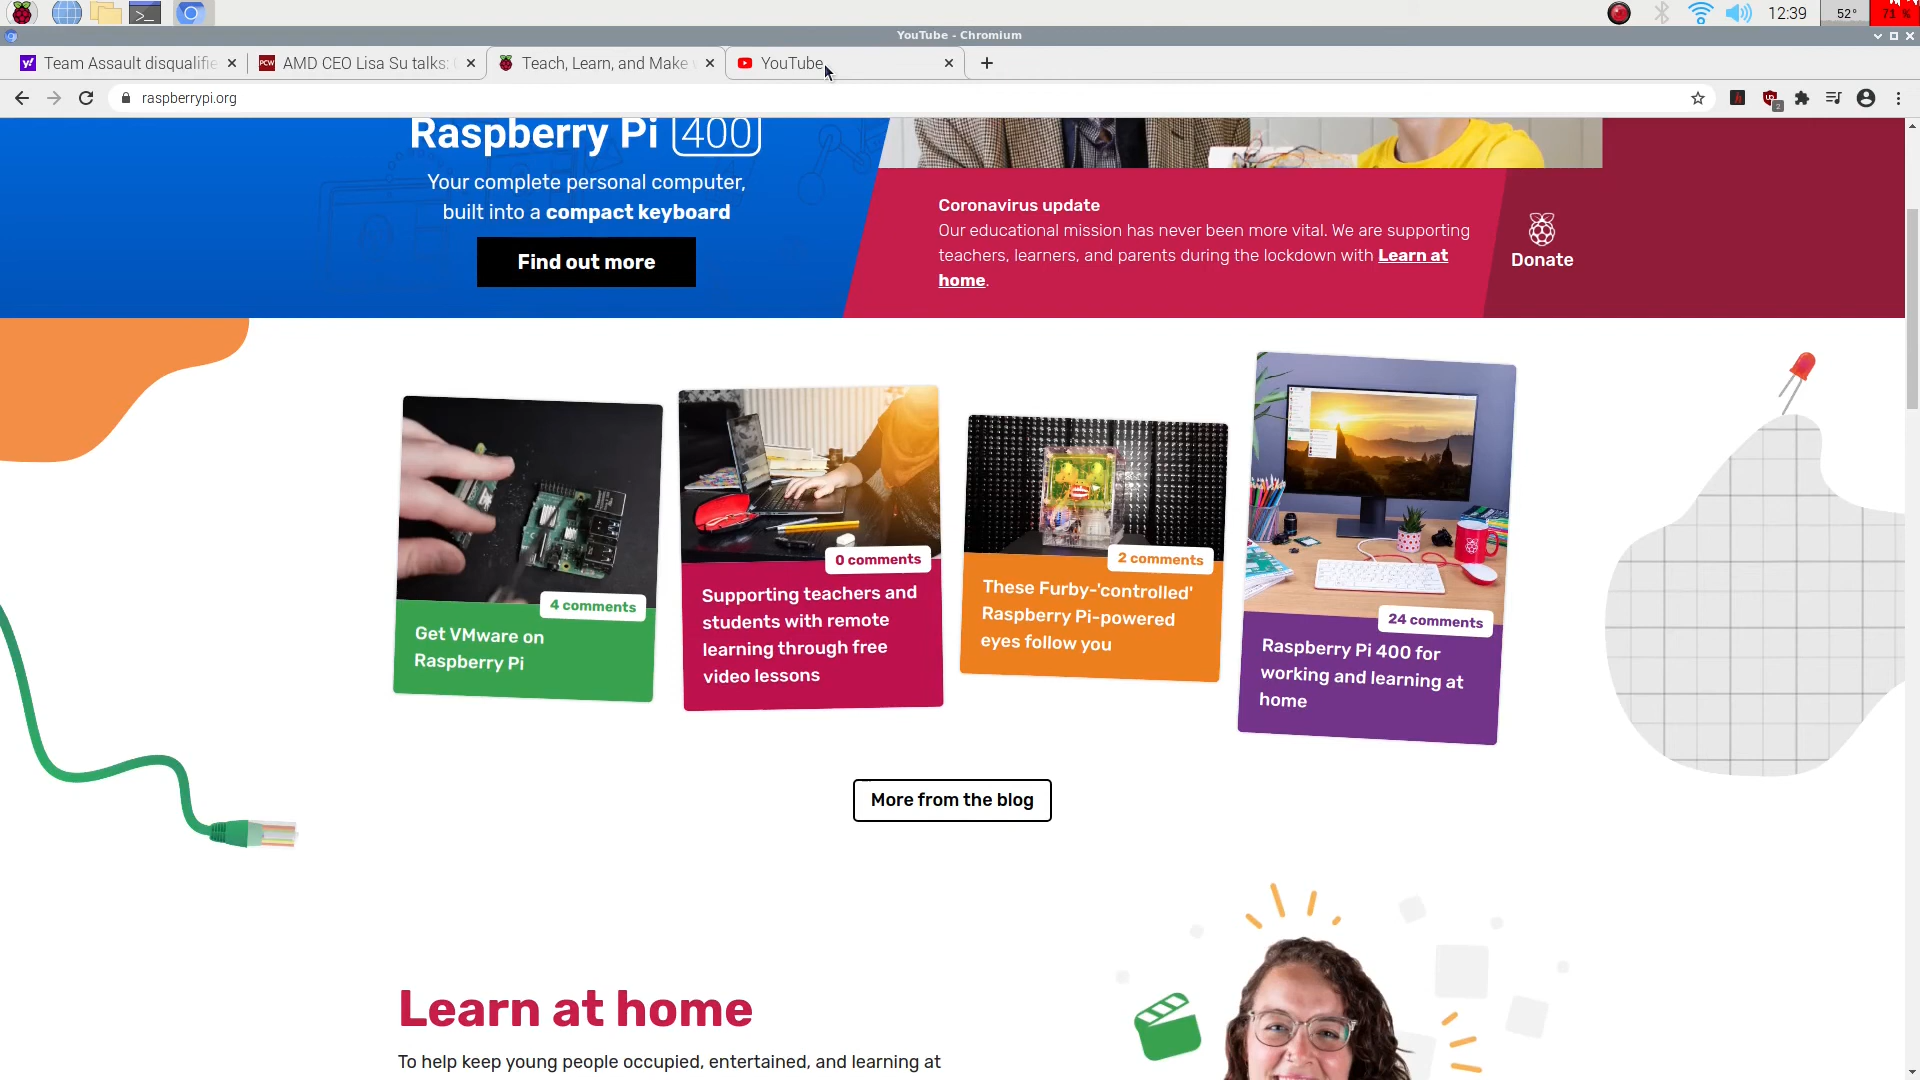 12:39
52°
71 %
YouTube - Chromium
Team Assault disqualifie
PCW
AMD CEO Lisa Su talks:
Teach, Learn, and Make
YouTube
raspberrypi.org
2
Raspberry Pi 400
Your complete personal computer,
built into a compact keyboard
Find out more
Coronavirus update
Our educational mission has never been more vital. We are supporting
teachers, learners, and parents during the lockdown with Learn at
home.
Donate
4 comments
Get VMware on
Raspberry Pi
0 comments
Supporting teachers and
students with remote
learning through free
video lessons
2 comments
These Furby-'controlled'
Raspberry Pi-powered
eyes follow you
24 comments
Raspberry Pi 400 for
working and learning at
home
More from the blog
Learn at home
To help keep young people occupied, entertained, and learning at